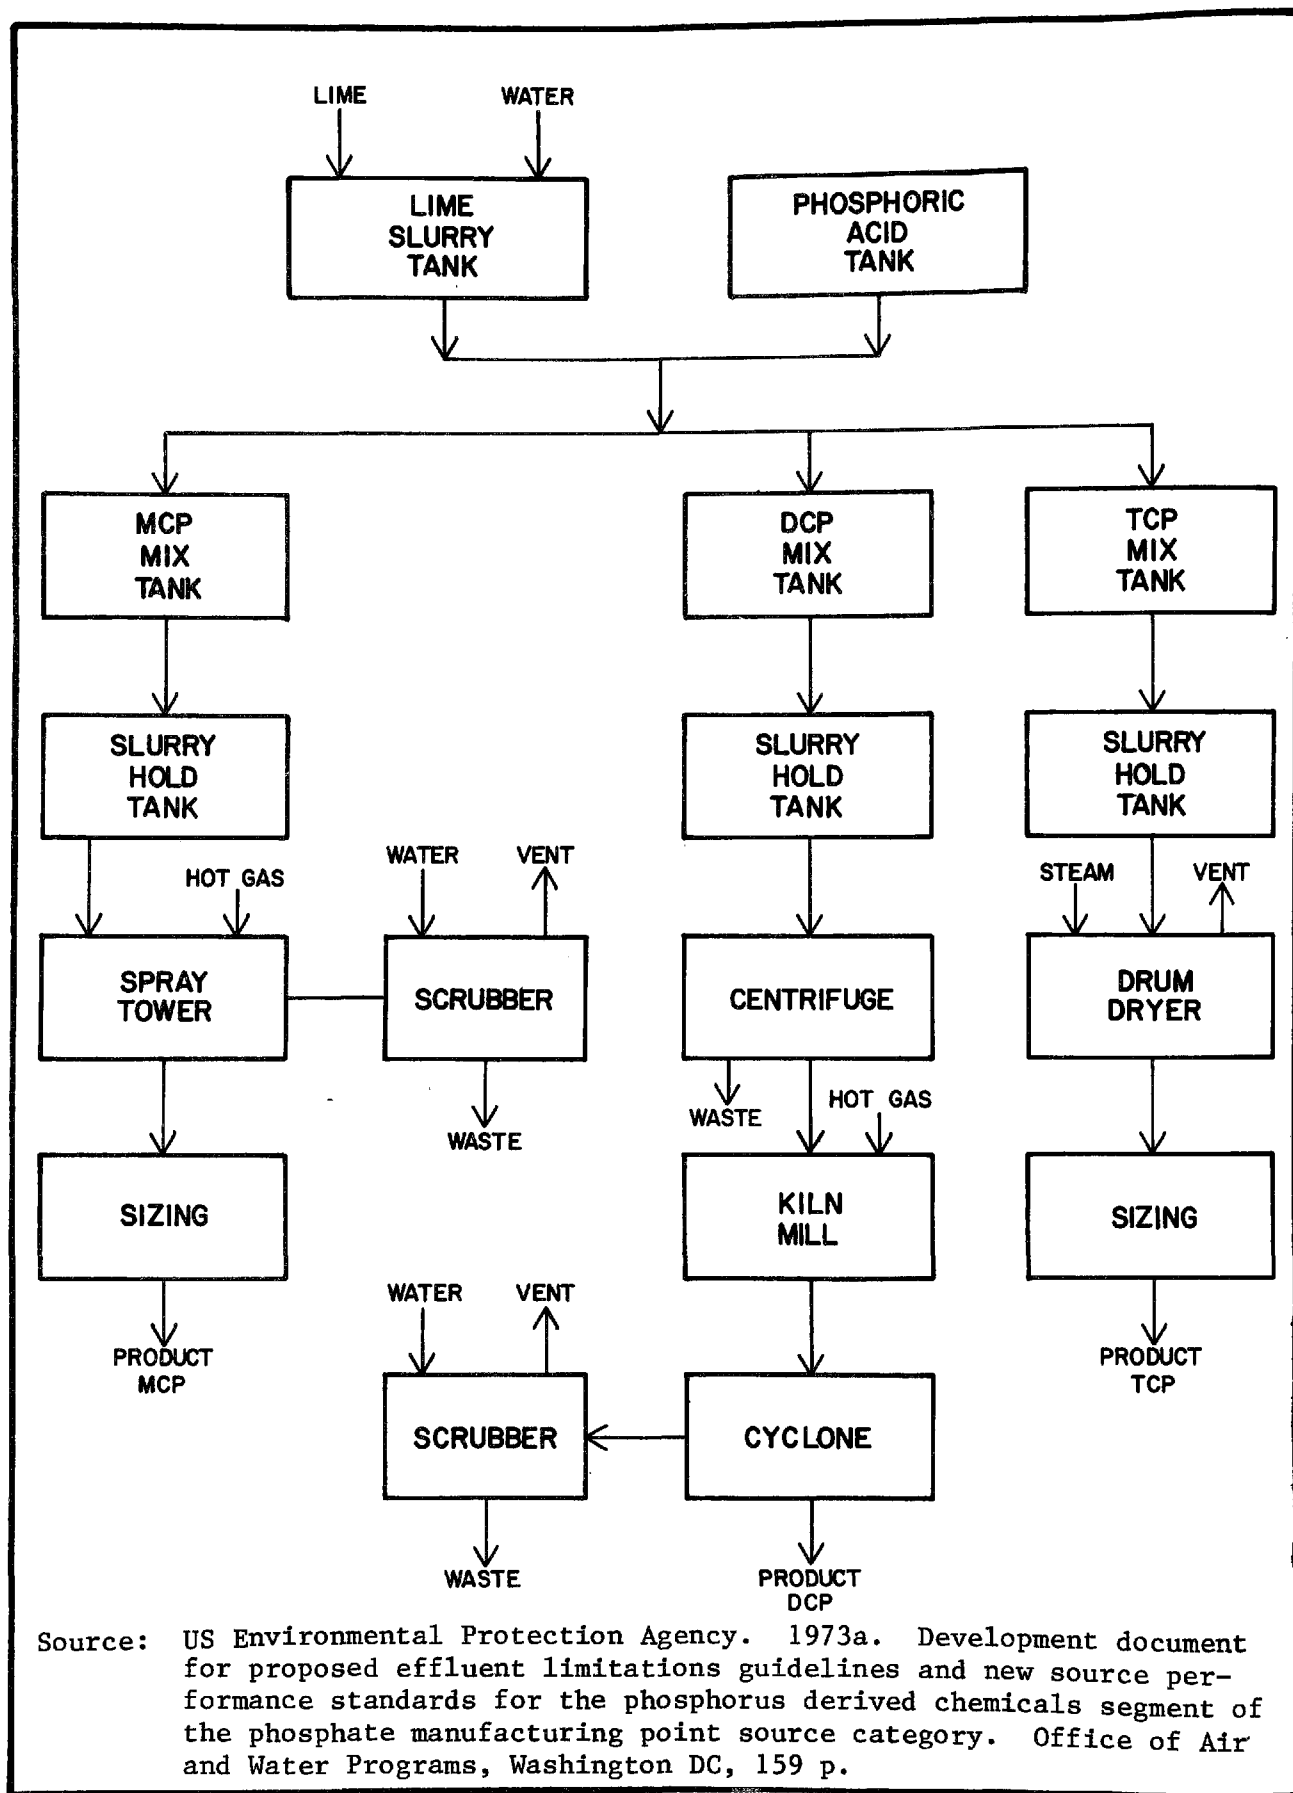 LIME
WATER
LIME
SLURRY
TANK
PHOSPHORIC
ACID
TANK
MCP
MIX
TANK
DCP
MIX
TANK
TCP
MIX
TANK
SLURRY
HOLD
TANK
SLURRY
HOLD
TANK
SLURRY
HOLD
TANK
HOT GAS
WATER
VENT
STEAM
VENT
SPRAY
TOWER
SCRUBBER
CENTRIFUGE
DRUM
DRYER
WASTE
WASTE
HOT GAS
SIZING
KILN
MILL
SIZING
WATER
VENT
PRODUCT
MCP
PRODUCT
TCP
SCRUBBER
CYCLONE
WASTE
PRODUCT
DCP
Source: US Environmental Protection Agency. 1973a. Development document
for proposed effluent limitations guidelines and new source per-
formance standards for the phosphorus derived chemicals segment of
the phosphate manufacturing point source category. Office of Air
and Water Programs, Washington DC, 159 p.